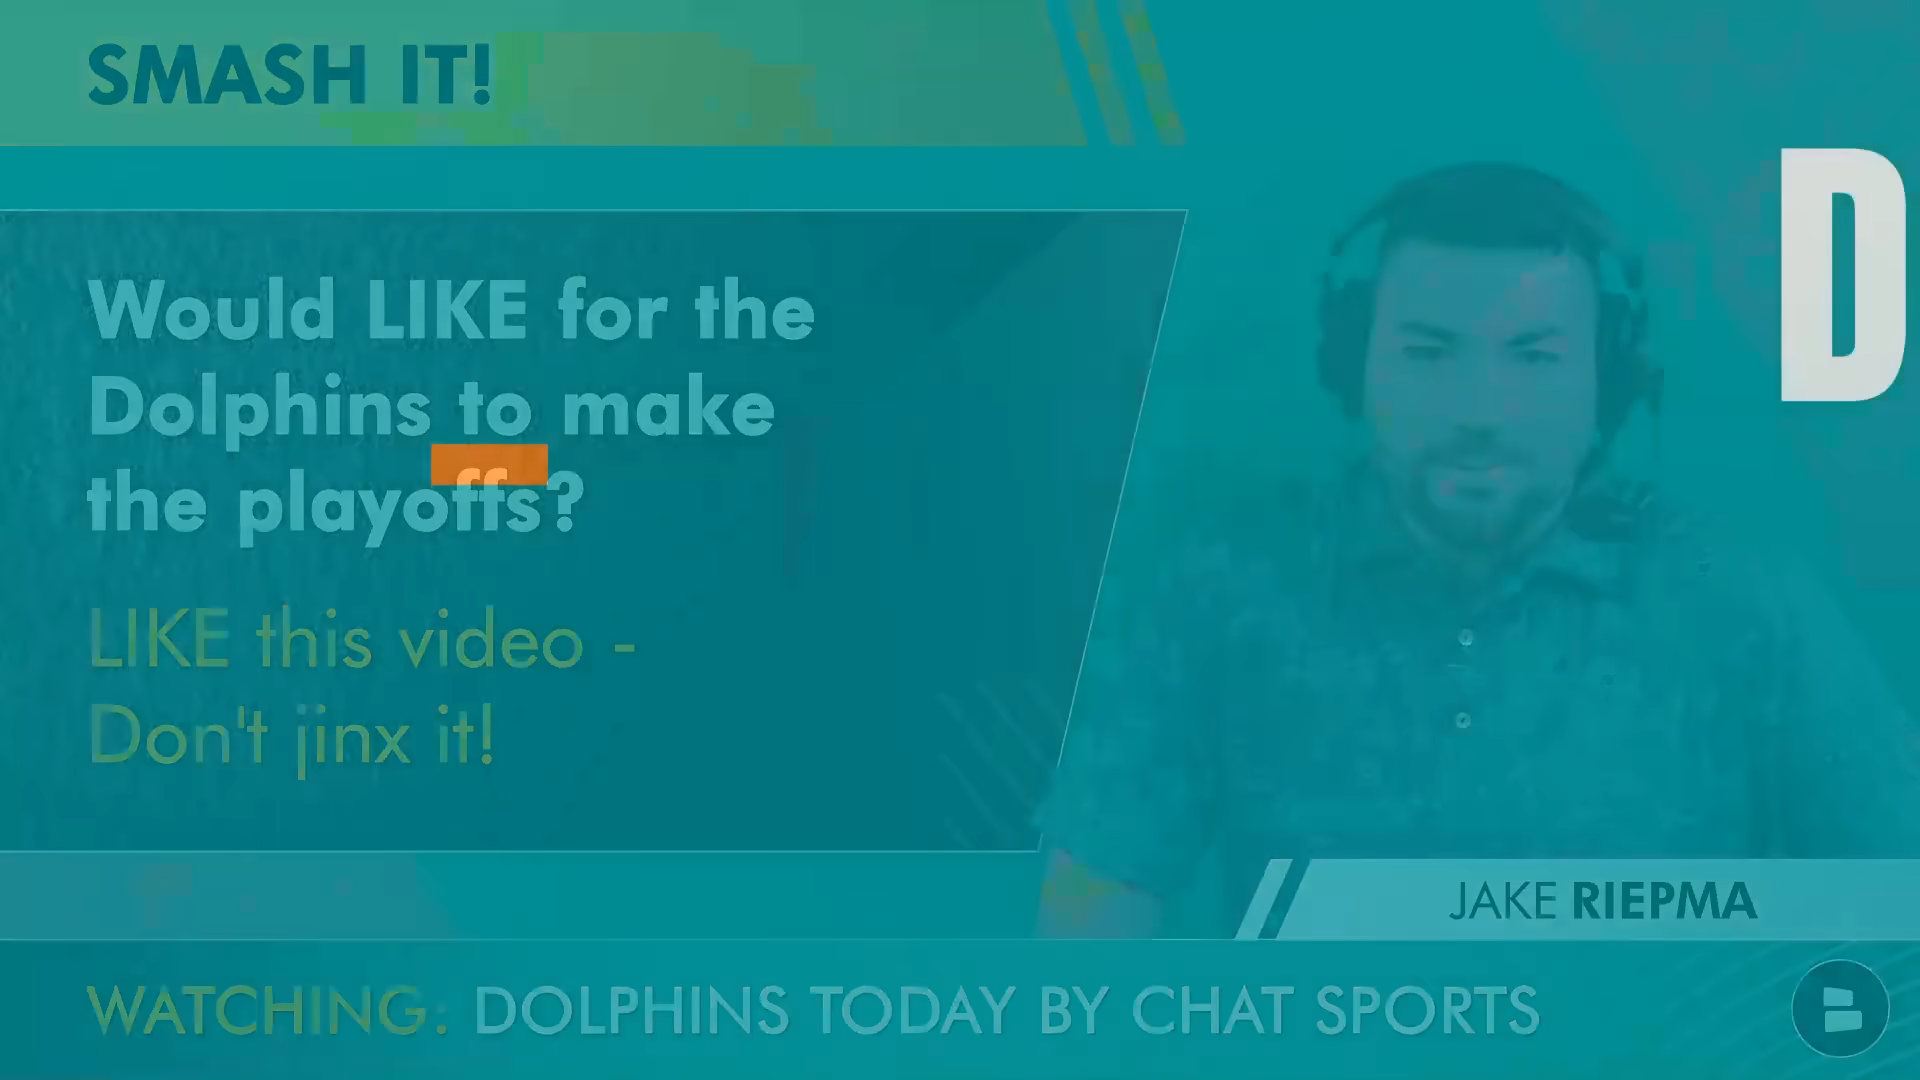 SMASH IT!
D
Would LIKE for the
Dolphins to make
the playoffs?
LIKE this video -
Don't jinx it!
JAKE RIEPMA
WATCHING: DOLPHINS TODAY BY CHAT SPORTS